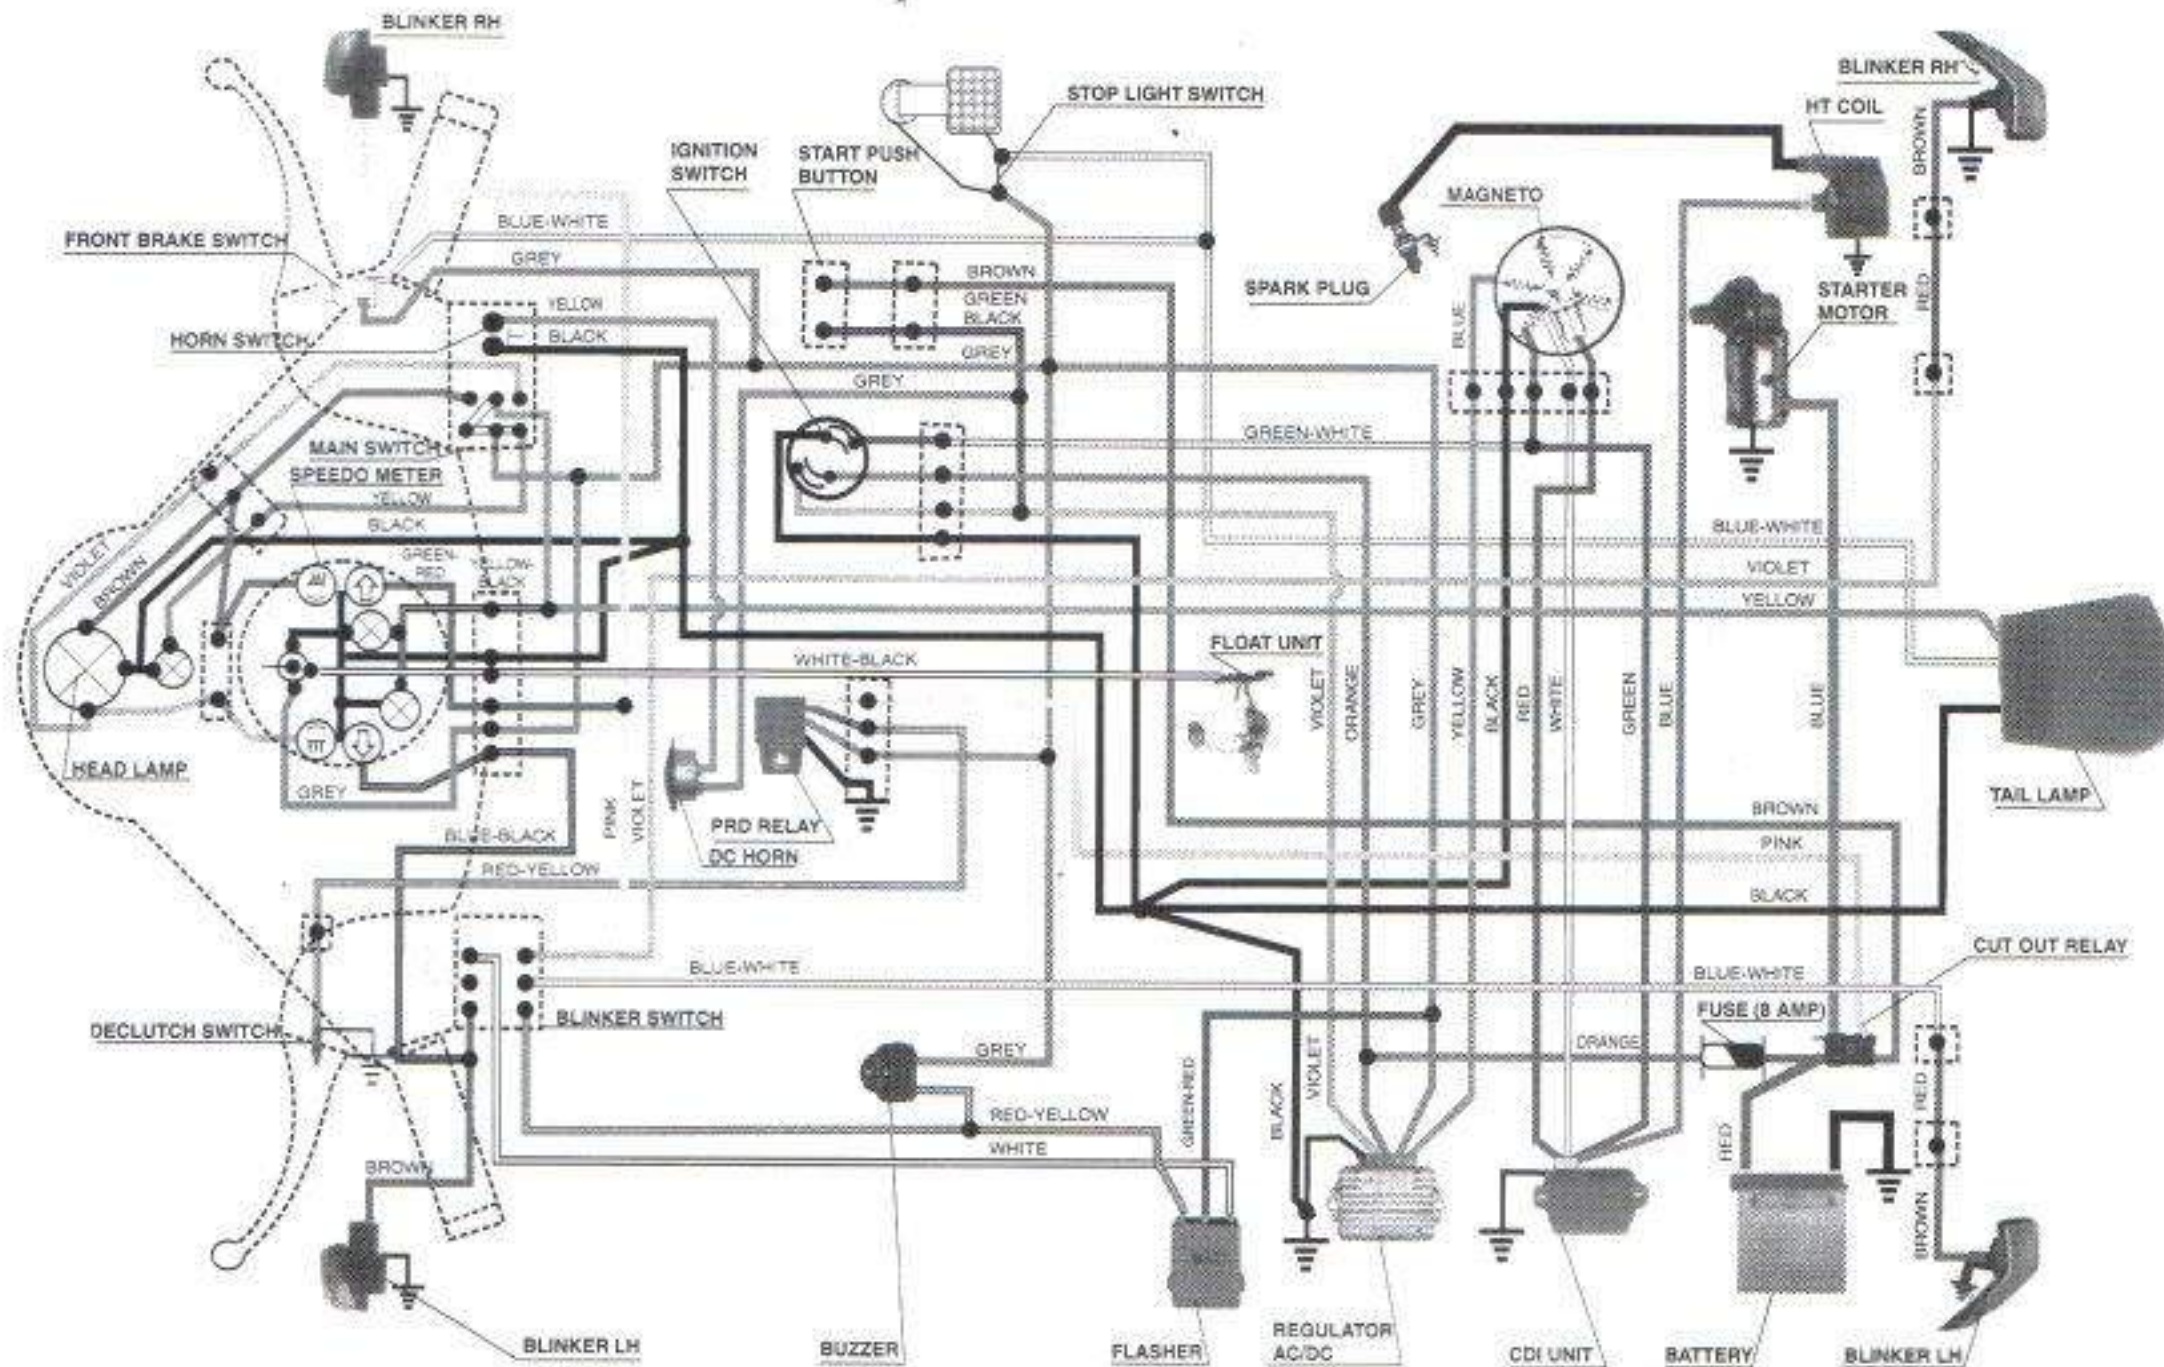 BLINKER RH
STOP LIGHT SWITCH
BLINKER RH
HT COIL
IGNITION
SWITCH
START PUSH
BUTTON
BROWN
MAGNETO
BLUE-WHITE
FRONT BRAKE SWITCH
GREY
BROWN
GREEN
BLACK
SPARK PLUG
STARTER
MOTOR
RED
YELLOW
HORN SWITCH
BLACK
BLUE
GREY
GREY
GREEN-WHITE
MAIN SWITCH
SPEEDO METER
YELLOW
BLACK
BLUE-WHITE
VIOLET
BROWN
GREEN-
RED
YELLOW-
BLACK
VIOLET
YELLOW
FLOAT UNIT
WHITE-BLACK
VIOLET
ORANGE
GREY
YELLOW
BLACK
RED
WHITE
GREEN
BLUE
BLUE
HEAD LAMP
GREY
TAIL LAMP
PINK
VIOLET
PRD RELAY
DC HORN
BROWN
BLUE-BLACK
PINK
RED-YELLOW
BLACK
CUT OUT RELAY
BLUE-WHITE
BLUE-WHITE
DECLUTCH SWITCH
BLINKER SWITCH
FUSE (8 AMP)
GREY
ORANGE
GREEN-RED
BLACK
VIOLET
RED
RED-YELLOW
WHITE
RED
BROWN
BROWN
BLINKER LH
BUZZER
FLASHER
REGULATOR
AC/DC
CDI UNIT
BATTERY
BLINKER LH